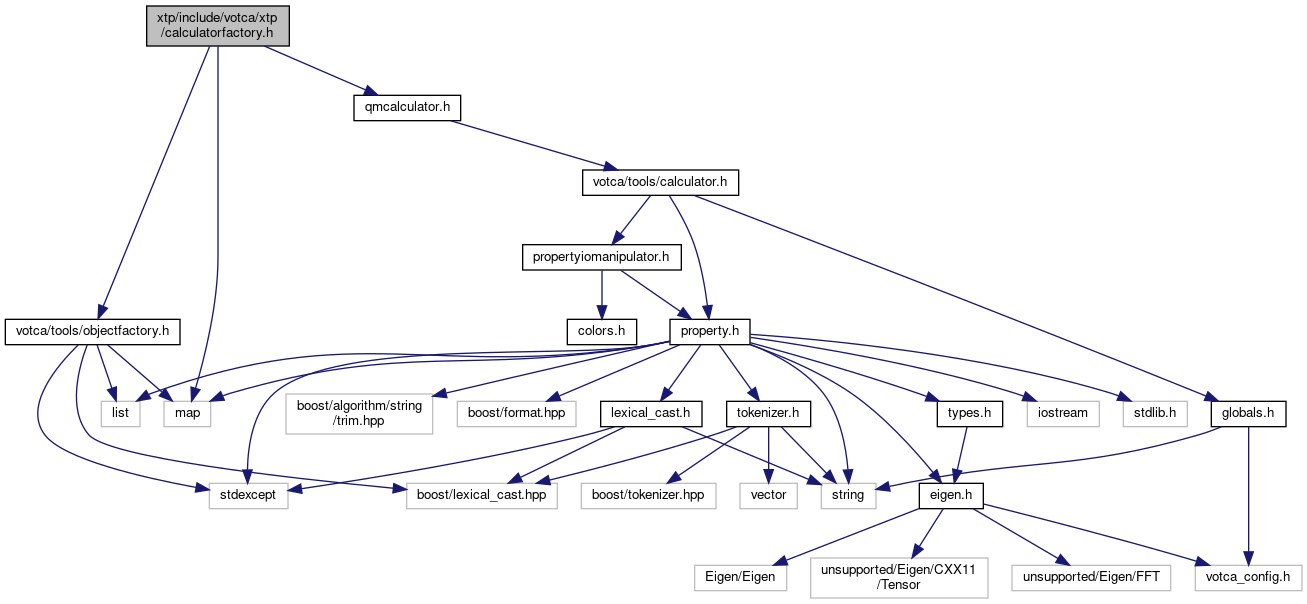 xtp/include/votca/xtp
/calculatorfactory.h
qmcalculator.h
votca/tools/calculator.h
propertyiomanipulator.h
votca/tools/objectfactory.h
colors.h
property.h
list
map
boost/algorithm/string
/trim.hpp
boost/format.hpp
lexical_cast.h
tokenizer.h
types.h
iostream
stdlib.h
globals.h
stdexcept
boost/lexical_cast.hpp
boost/tokenizer.hpp
vector
string
eigen.h
Eigen/Eigen
unsupported/Eigen/CXX11
/Tensor
unsupported/Eigen/FFT
votca_config.h